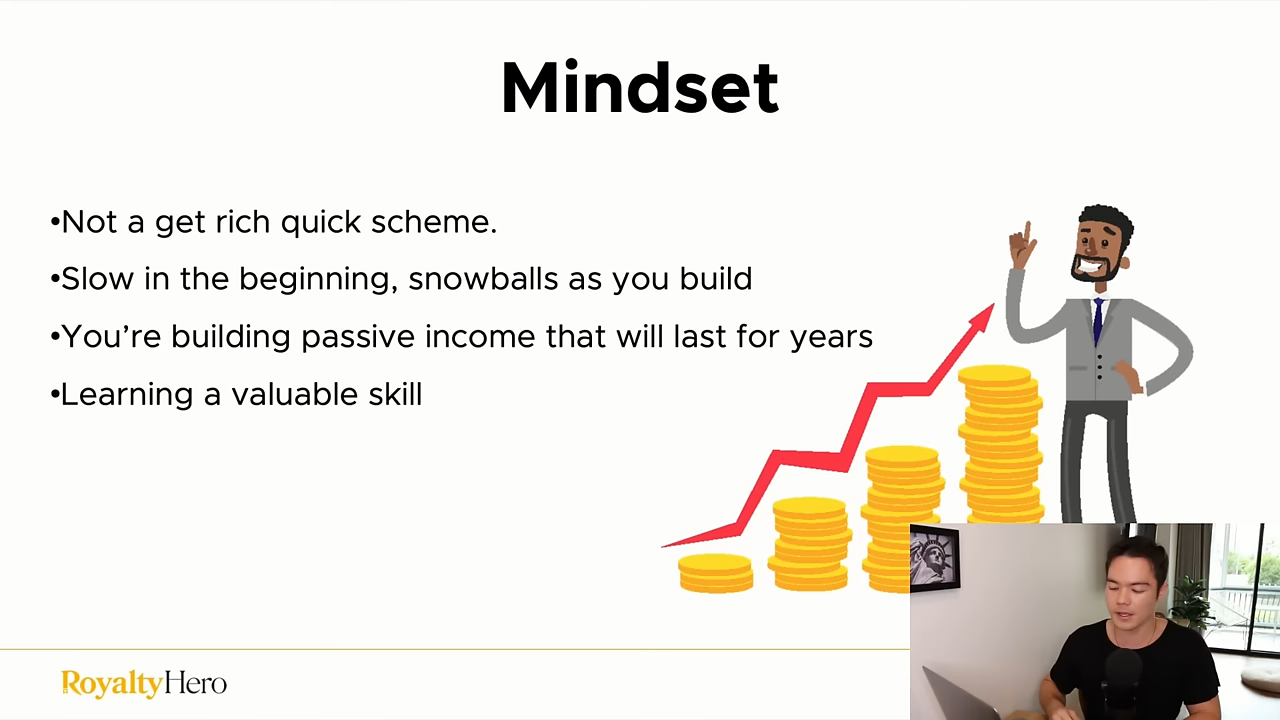 Mindset
•Not a get rich quick scheme.
•Slow in the beginning, snowballs as you build
•You’re building passive income that will last for years
•Learning a valuable skill
RoyaltyHero